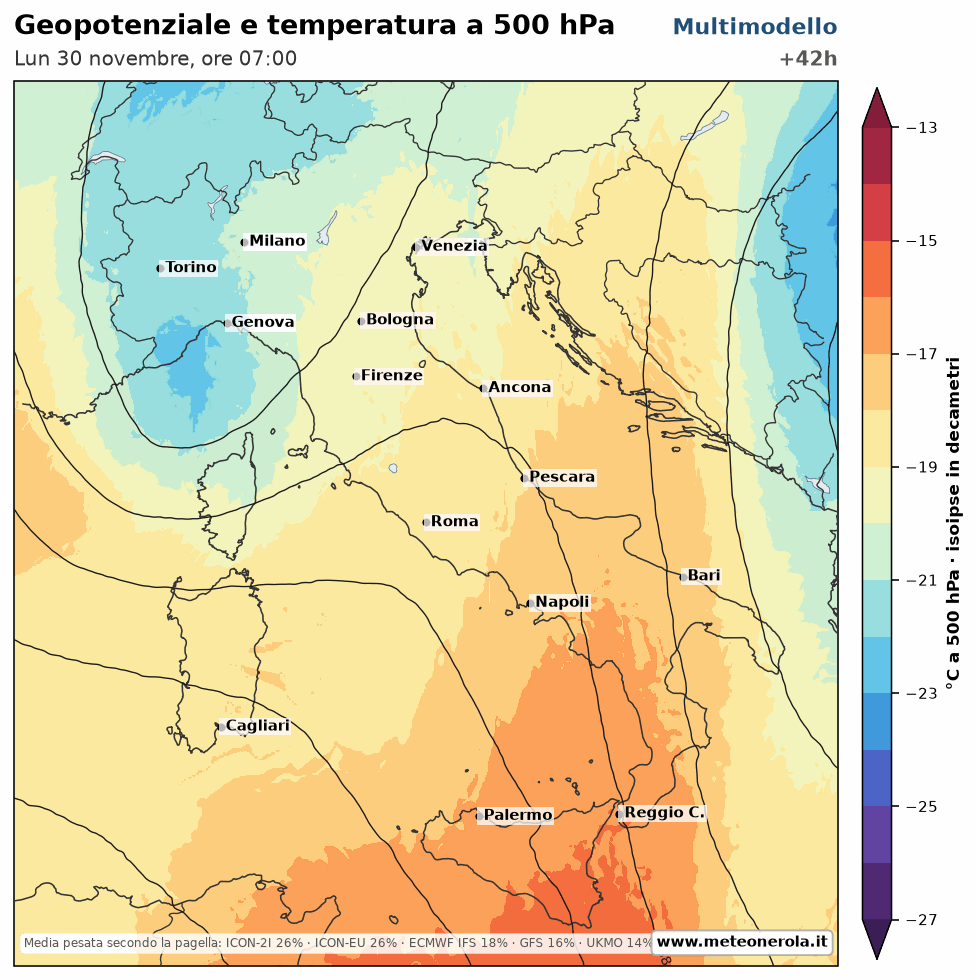 Geopotenziale e temperatura a 500 hPa
Multimodello
Lun 30 novembre, ore 07:00
+42h
Milano
Venezia
Torino
Genova
Bologna
Firenze
Ancona
Pescara
Roma
Bari
Napoli
Cagliari
Palermo
Reggio C.
−13
−15
−17
−19
−21
−23
−25
−27
°C a 500 hPa · isoipse in decametri
Media pesata secondo la pagella: ICON-2I 26% · ICON-EU 26% · ECMWF IFS 18% · GFS 16% · UKMO 14%
www.meteonerola.it